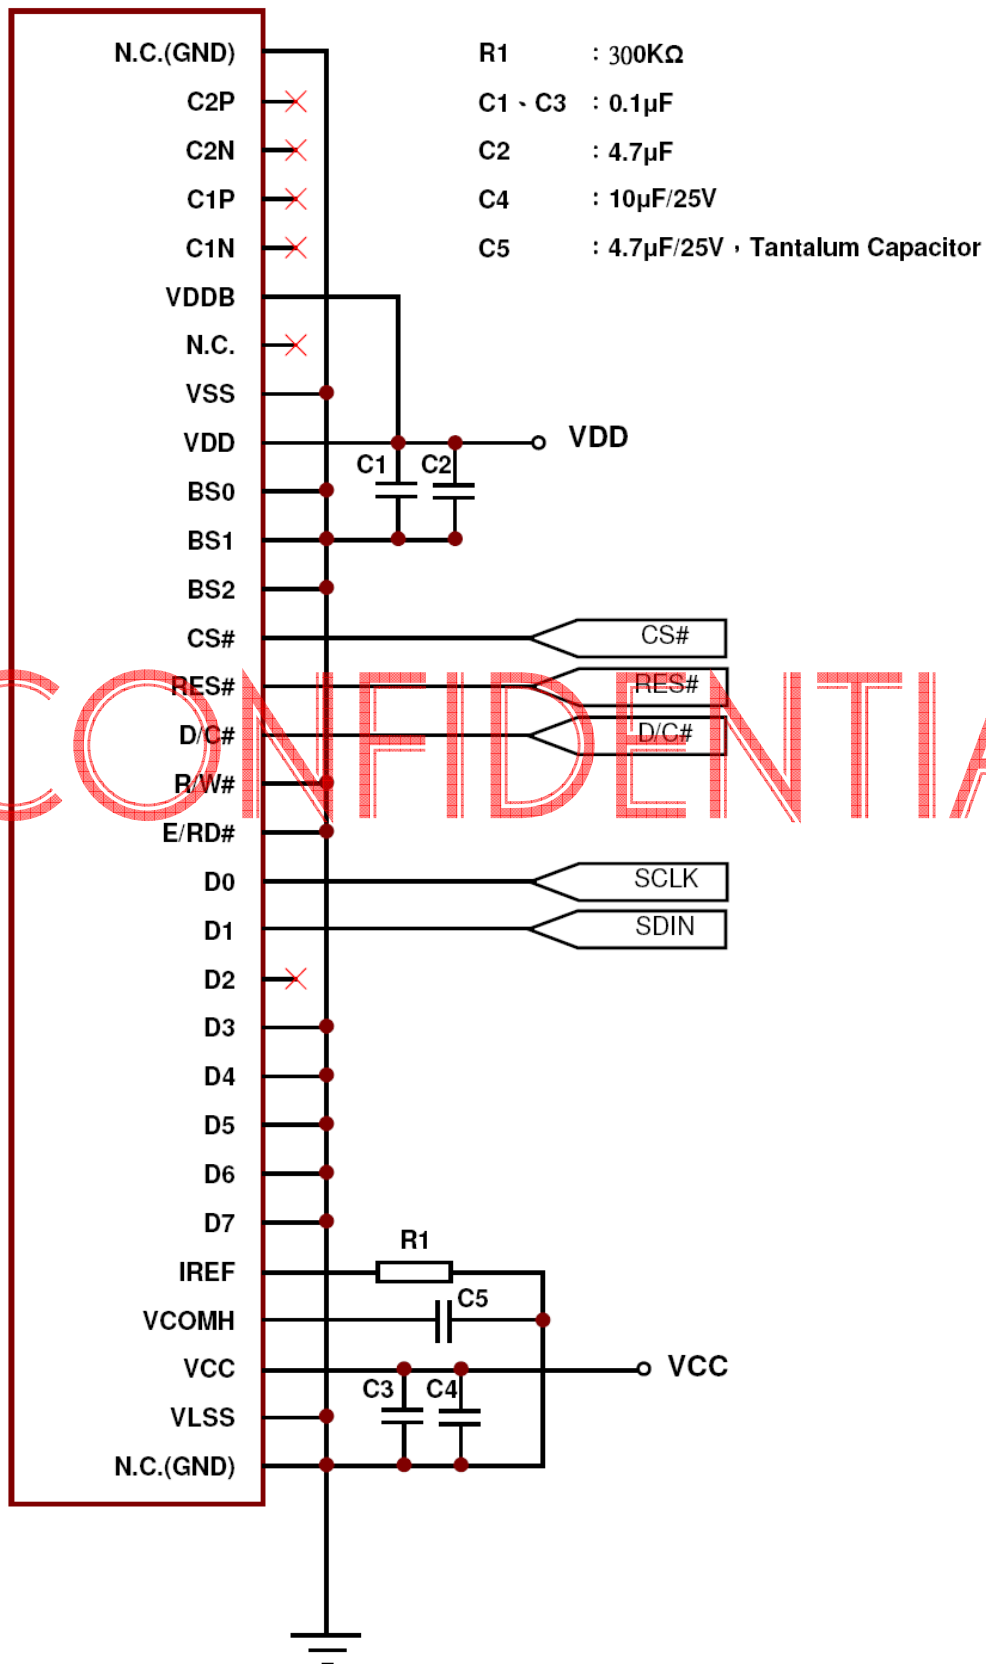 N.C.(GND)
C2P
C2N
C1P
C1N
VDDB
N.C.
VSS
VDD
BS0
BS1
BS2
CS#
RES#
D/C#
R/W#
E/RD#
D0
D1
D2
D3
D4
D5
D6
D7
IREF
VCOMH
VCC
VLSS
N.C.(GND)
R1 : 300KΩ
C1、C3 : 0.1μF
C2 : 4.7μF
C4 : 10μF/25V
C5 : 4.7μF/25V，Tantalum Capacitor
VDD
C1 C2
CS#
RES#
D/C#
SCLK
SDIN
R1
C5
VCC
C3 C4
CONFIDENTIA